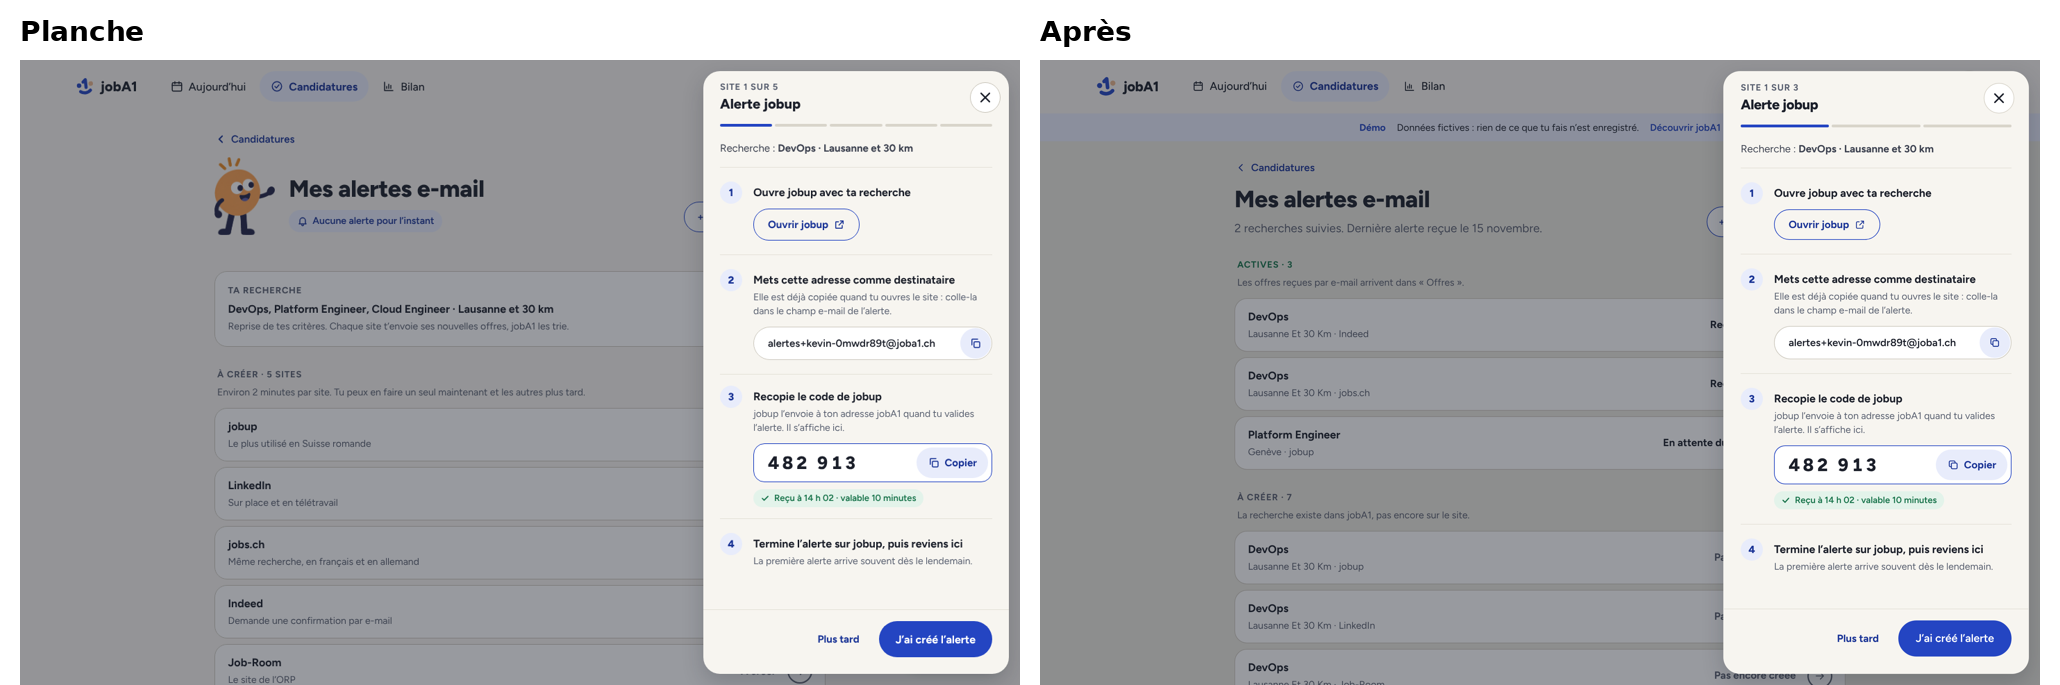 Planche
jobA1
Aujourd'hui
Candidatures
Bilan
Candidatures
Mes alertes e-mail
Aucune alerte pour l'instant
+
TA RECHERCHE
DevOps, Platform Engineer, Cloud Engineer · Lausanne et 30 km
Reprise de tes critères. Chaque site t'envoie ses nouvelles offres, jobA1 les trie.
À CRÉER · 5 SITES
Environ 2 minutes par site. Tu peux en faire un seul maintenant et les autres plus tard.
jobup
Le plus utilisé en Suisse romande
LinkedIn
Sur place et en télétravail
jobs.ch
Même recherche, en français et en allemand
Indeed
Demande une confirmation par e-mail
Job-Room
Le site de l'ORP
SITE 1 SUR 5
Alerte jobup
Recherche : DevOps · Lausanne et 30 km
1
Ouvre jobup avec ta recherche
Ouvrir jobup
2
Mets cette adresse comme destinataire
Elle est déjà copiée quand tu ouvres le site : colle-la
dans le champ e-mail de l'alerte.
alertes+kevin-0mwdr89t@joba1.ch
3
Recopie le code de jobup
jobup l'envoie à ton adresse jobA1 quand tu valides
l'alerte. Il s'affiche ici.
482 913
Copier
Reçu à 14 h 02 · valable 10 minutes
4
Termine l'alerte sur jobup, puis reviens ici
La première alerte arrive souvent dès le lendemain.
Plus tard
J'ai créé l'alerte
Après
jobA1
Aujourd'hui
Candidatures
Bilan
Démo
Données fictives : rien de ce que tu fais n'est enregistré.
Découvrir jobA1
Candidatures
Mes alertes e-mail
2 recherches suivies. Dernière alerte reçue le 15 novembre.
+
ACTIVES · 3
Les offres reçues par e-mail arrivent dans « Offres ».
DevOps
Lausanne Et 30 Km · Indeed
DevOps
Lausanne Et 30 Km · jobs.ch
Platform Engineer
Genève · jobup
En attente
À CRÉER · 7
La recherche existe dans jobA1, pas encore sur le site.
DevOps
Lausanne Et 30 Km · jobup
DevOps
Lausanne Et 30 Km · LinkedIn
DevOps
Lausanne Et 30 Km · Job-Room
Pas encore créée
SITE 1 SUR 3
Alerte jobup
Recherche : DevOps · Lausanne et 30 km
1
Ouvre jobup avec ta recherche
Ouvrir jobup
2
Mets cette adresse comme destinataire
Elle est déjà copiée quand tu ouvres le site : colle-la
dans le champ e-mail de l'alerte.
alertes+kevin-0mwdr89t@joba1.ch
3
Recopie le code de jobup
jobup l'envoie à ton adresse jobA1 quand tu valides
l'alerte. Il s'affiche ici.
482 913
Copier
Reçu à 14 h 02 · valable 10 minutes
4
Termine l'alerte sur jobup, puis reviens ici
La première alerte arrive souvent dès le lendemain.
Plus tard
J'ai créé l'alerte